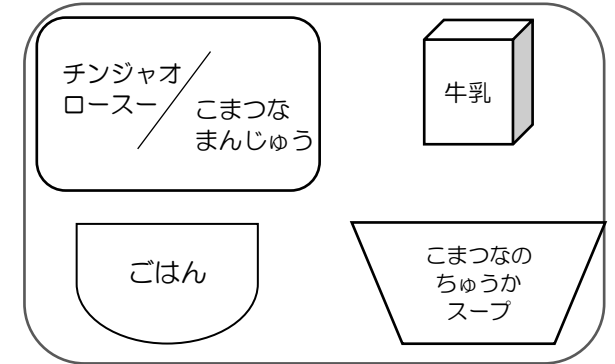 チンジャオ
ロースー
こまつな
まんじゅう
牛乳
ごはん
こまつなの
ちゅうか
スープ